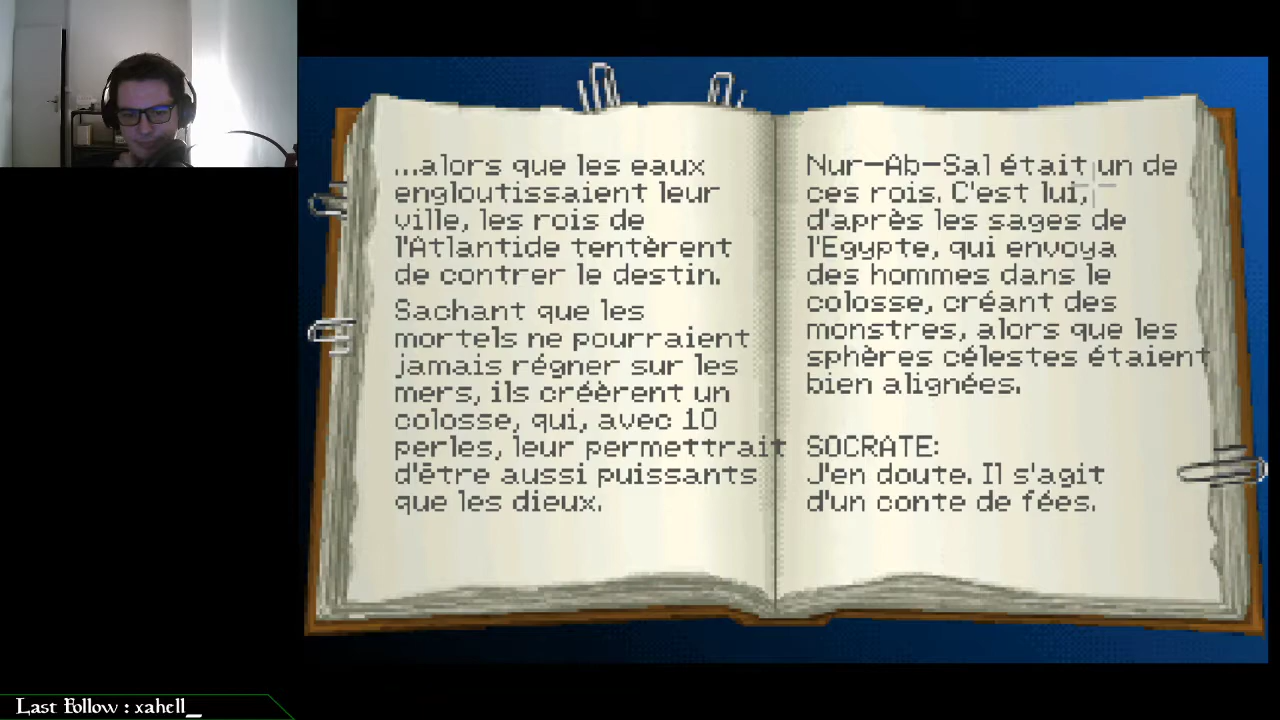 ...alors que les eaux
engloutissaient leur
ville, les rois de
l'Atlantide tentèrent
de contrer le destin.
Sachant que les
mortels ne pourraient
jamais régner sur les
mers, ils créèrent un
colosse, qui, avec 10
perles, leur permettrait
d'être aussi puissants
que les dieux.
Nur-Ab-Sal était un de
ces rois. C'est lui,
d'après les sages de
l'Egypte, qui envoya
des hommes dans le
colosse, créant des
monstres, alors que les
sphères célestes étaient
bien alignées.
SOCRATE:
J'en doute. Il s'agit
d'un conte de fées.
Last Follow : xahell_